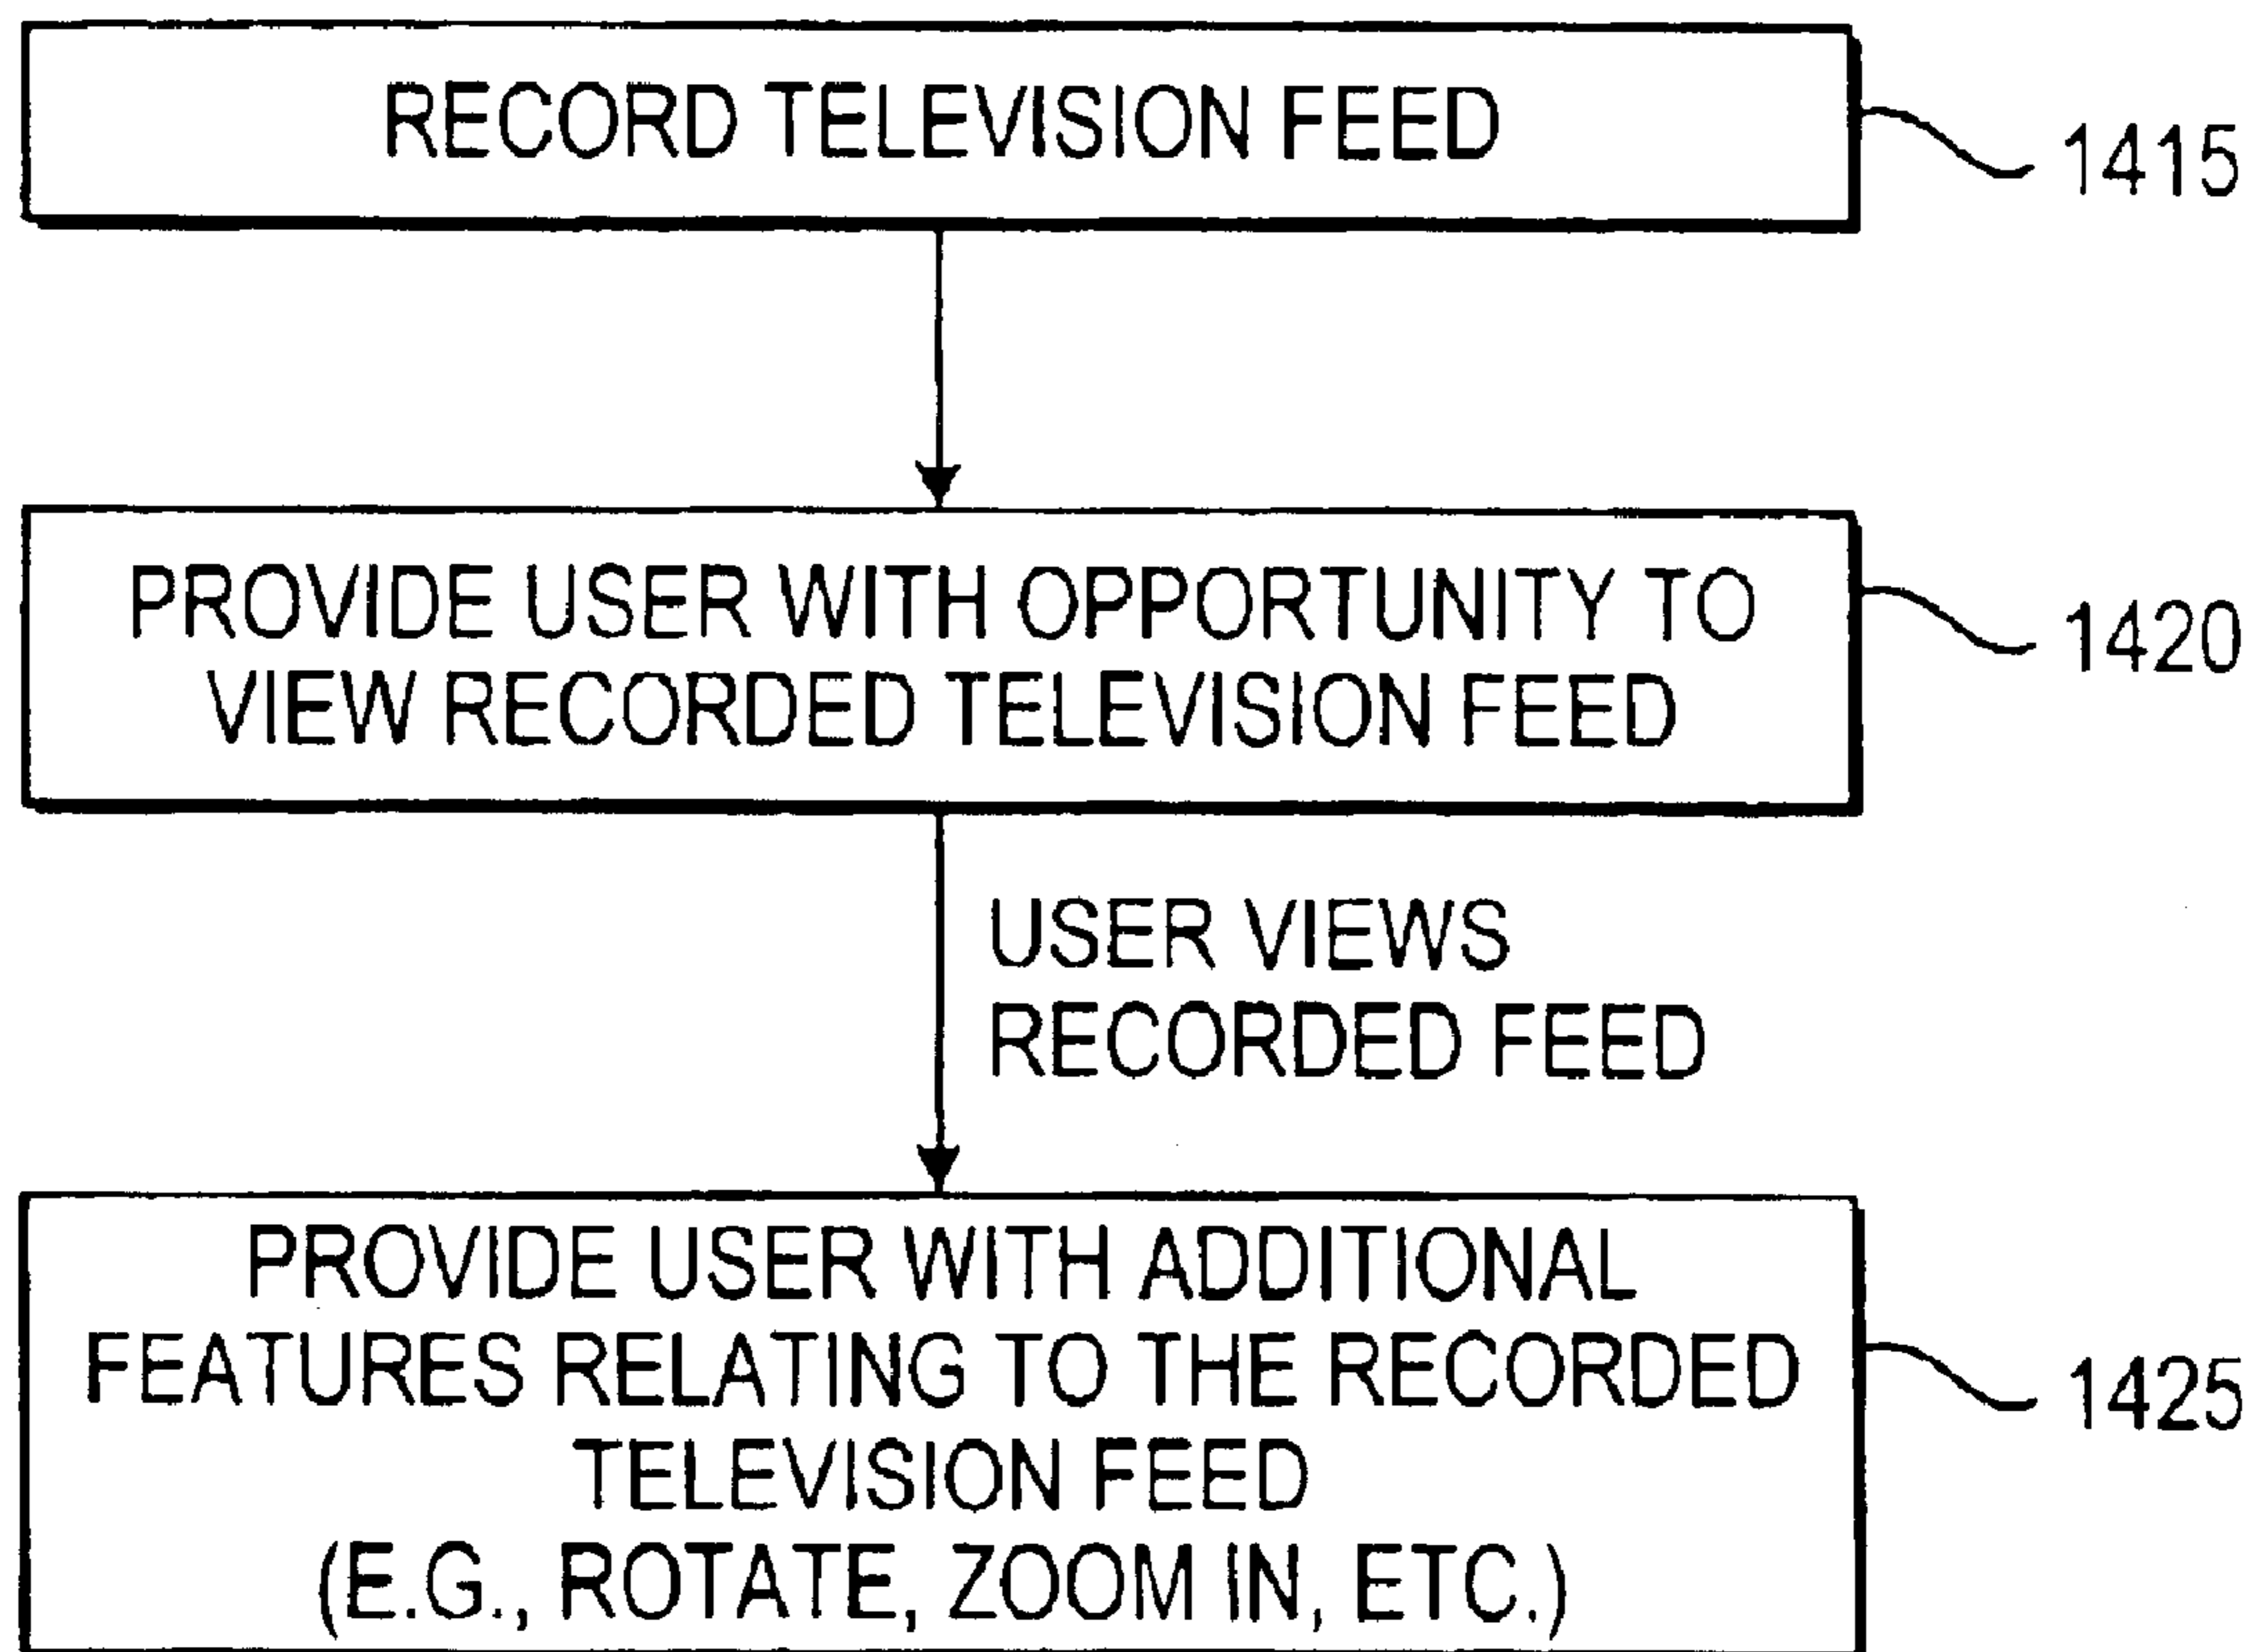 RECORD TELEVISION FEED
1415
PROVIDE USER WITH OPPORTUNITY TO
VIEW RECORDED TELEVISION FEED
1420
USER VIEWS
RECORDED FEED
PROVIDE USER WITH ADDITIONAL
FEATURES RELATING TO THE RECORDED
TELEVISION FEED
(E.G., ROTATE, ZOOM IN, ETC.)
1425